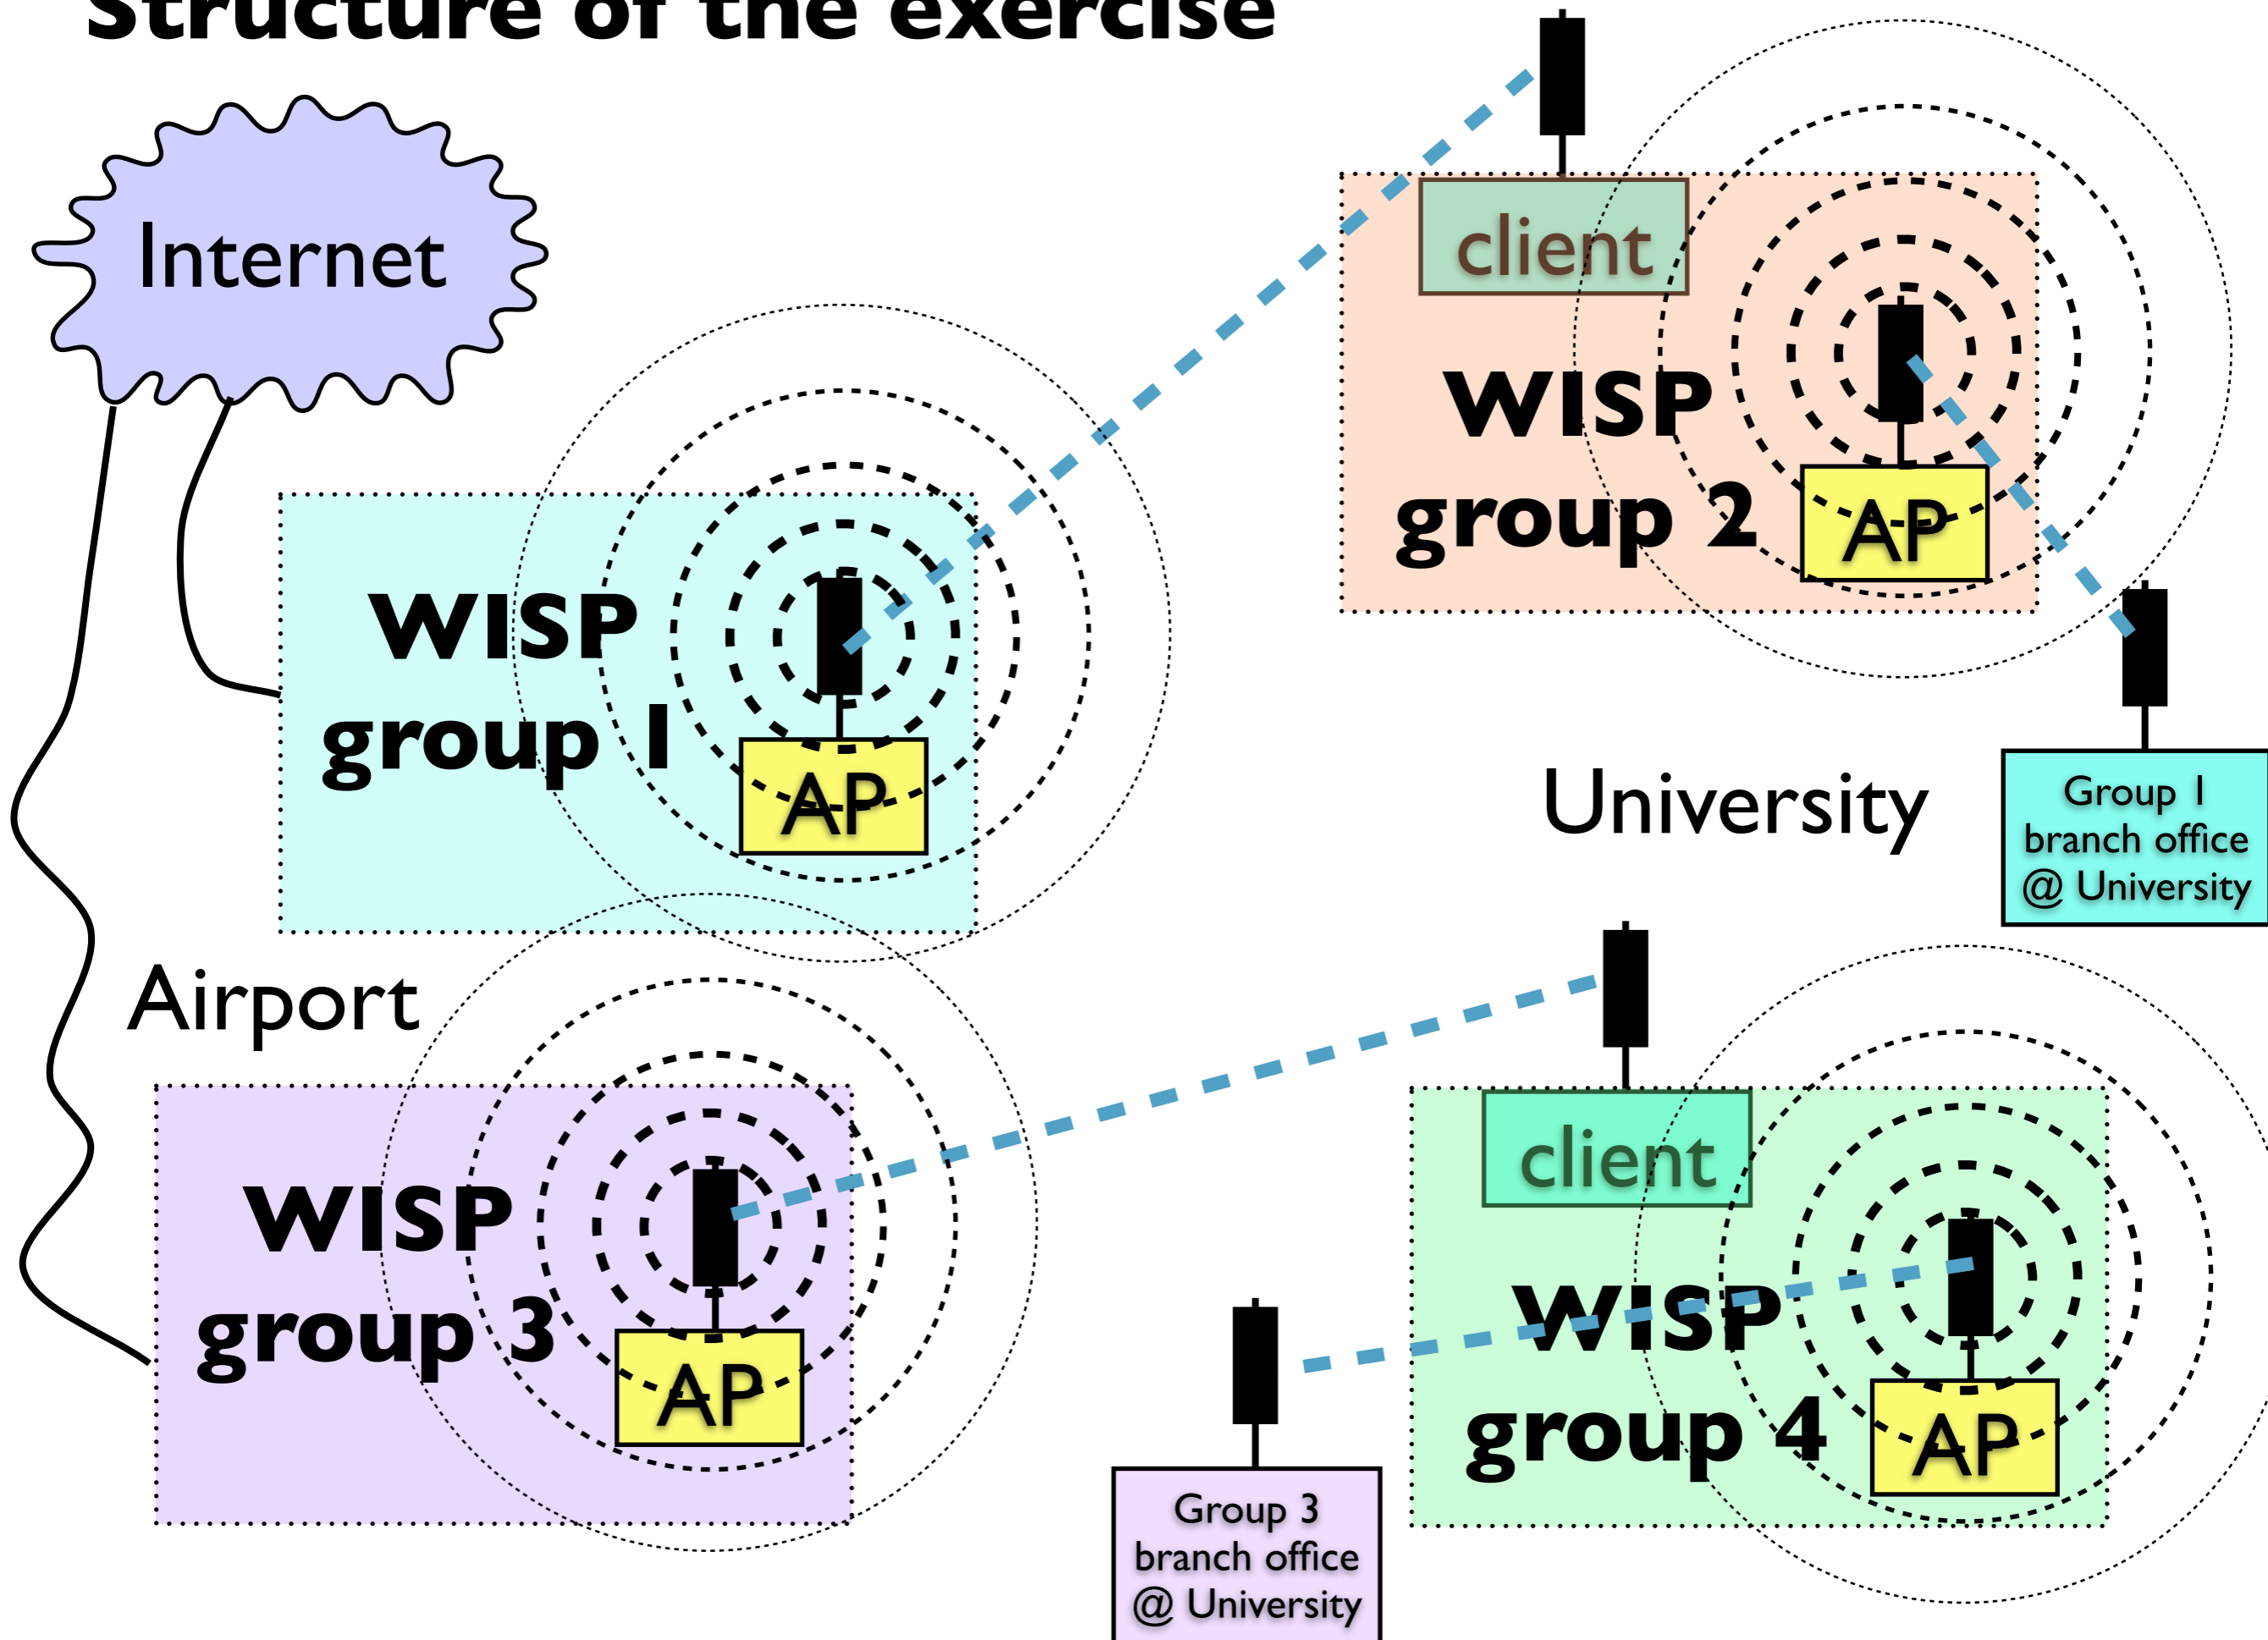 Structure of the exercise
Internet
client
WISP
group 2
AP
WISP
group 1
AP
University
Group 1
branch office
@ University
Airport
client
WISP
group 3
AP
WISP
group 4
AP
Group 3
branch office
@ University